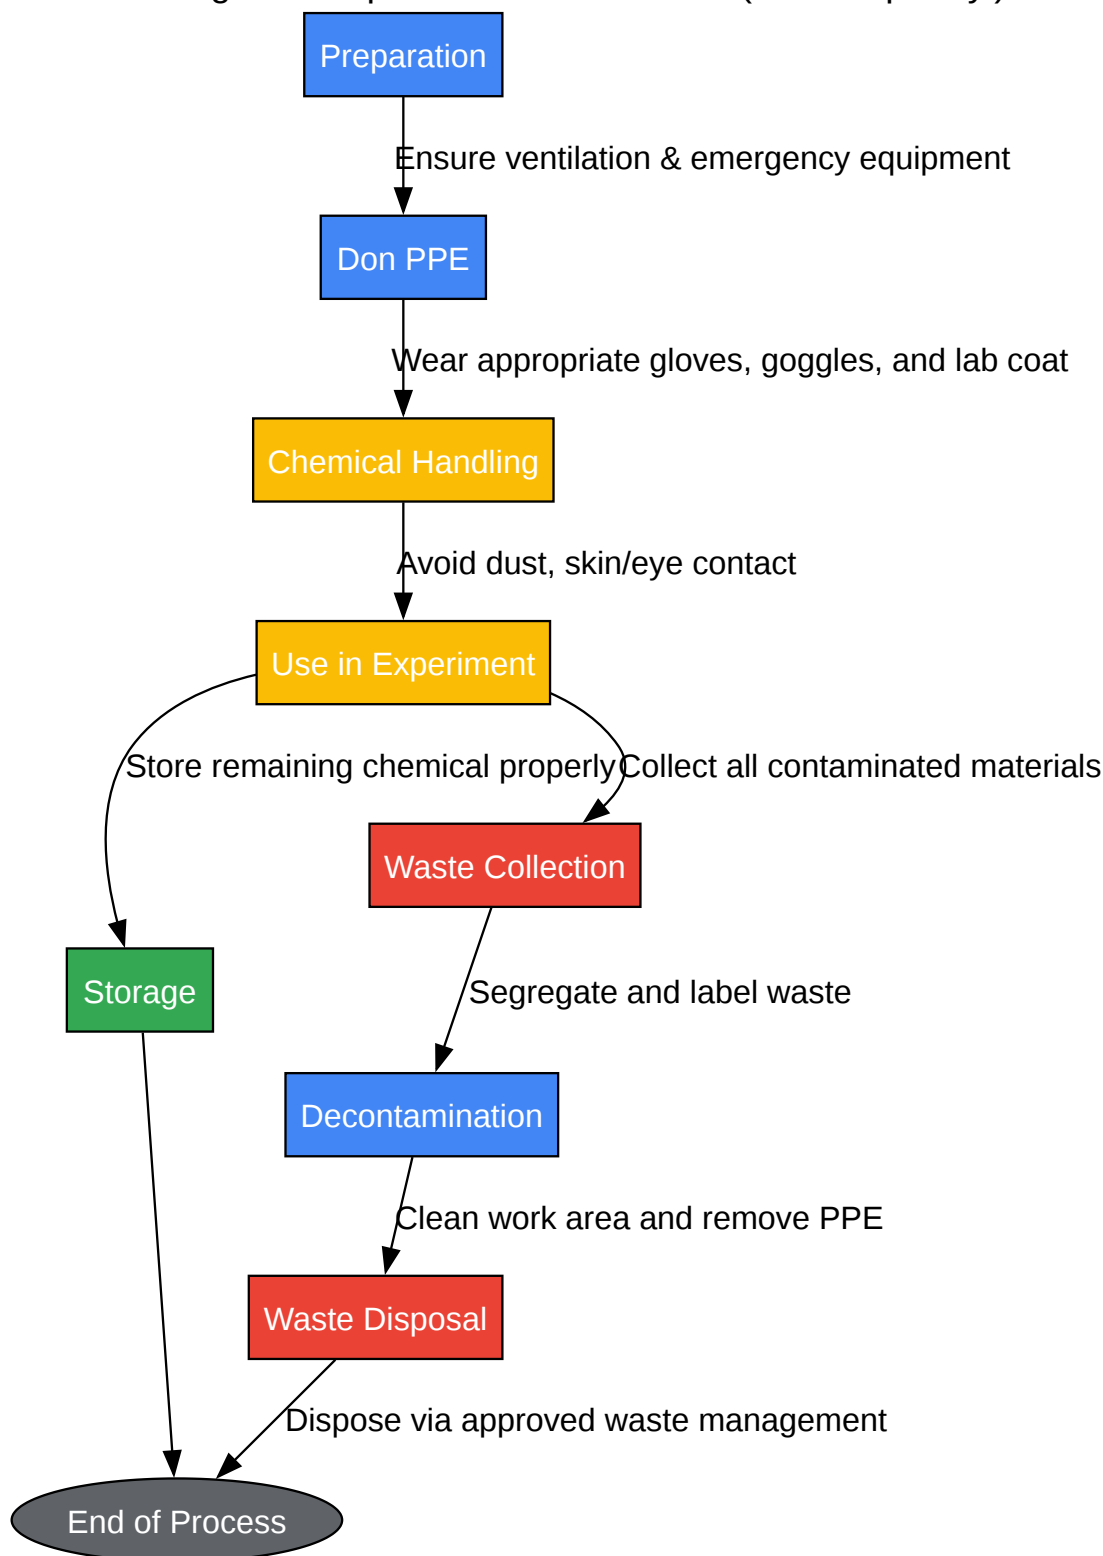 Preparation
Ensure ventilation & emergency equipment
Don PPE
Wear appropriate gloves, goggles, and lab coat
Chemical Handling
Avoid dust, skin/eye contact
Use in Experiment
Store remaining chemical properly
Collect all contaminated materials
Waste Collection
Segregate and label waste
Storage
Decontamination
Clean work area and remove PPE
Waste Disposal
Dispose via approved waste management
End of Process